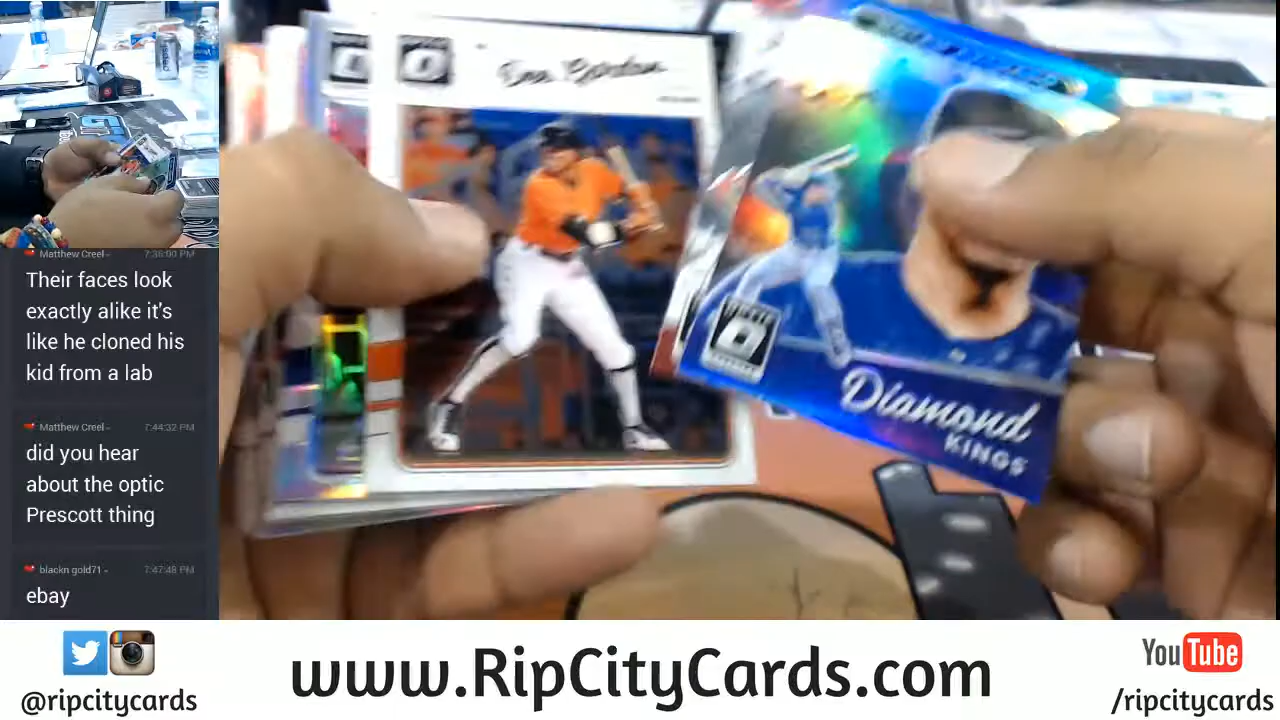 Matthew Creel-
7:36:00 PM
Their faces look
exactly alike it's
like he cloned his
kid from a lab
Matthew Creel-
7:44:32 PM
did you hear
about the optic
Prescott thing
blackn gold71-
7:47:48 PM
ebay
Dee Gordon
Diamond
KINGS
@ripcitycards
www.RipCityCards.com
YouTube
/ripcitycards